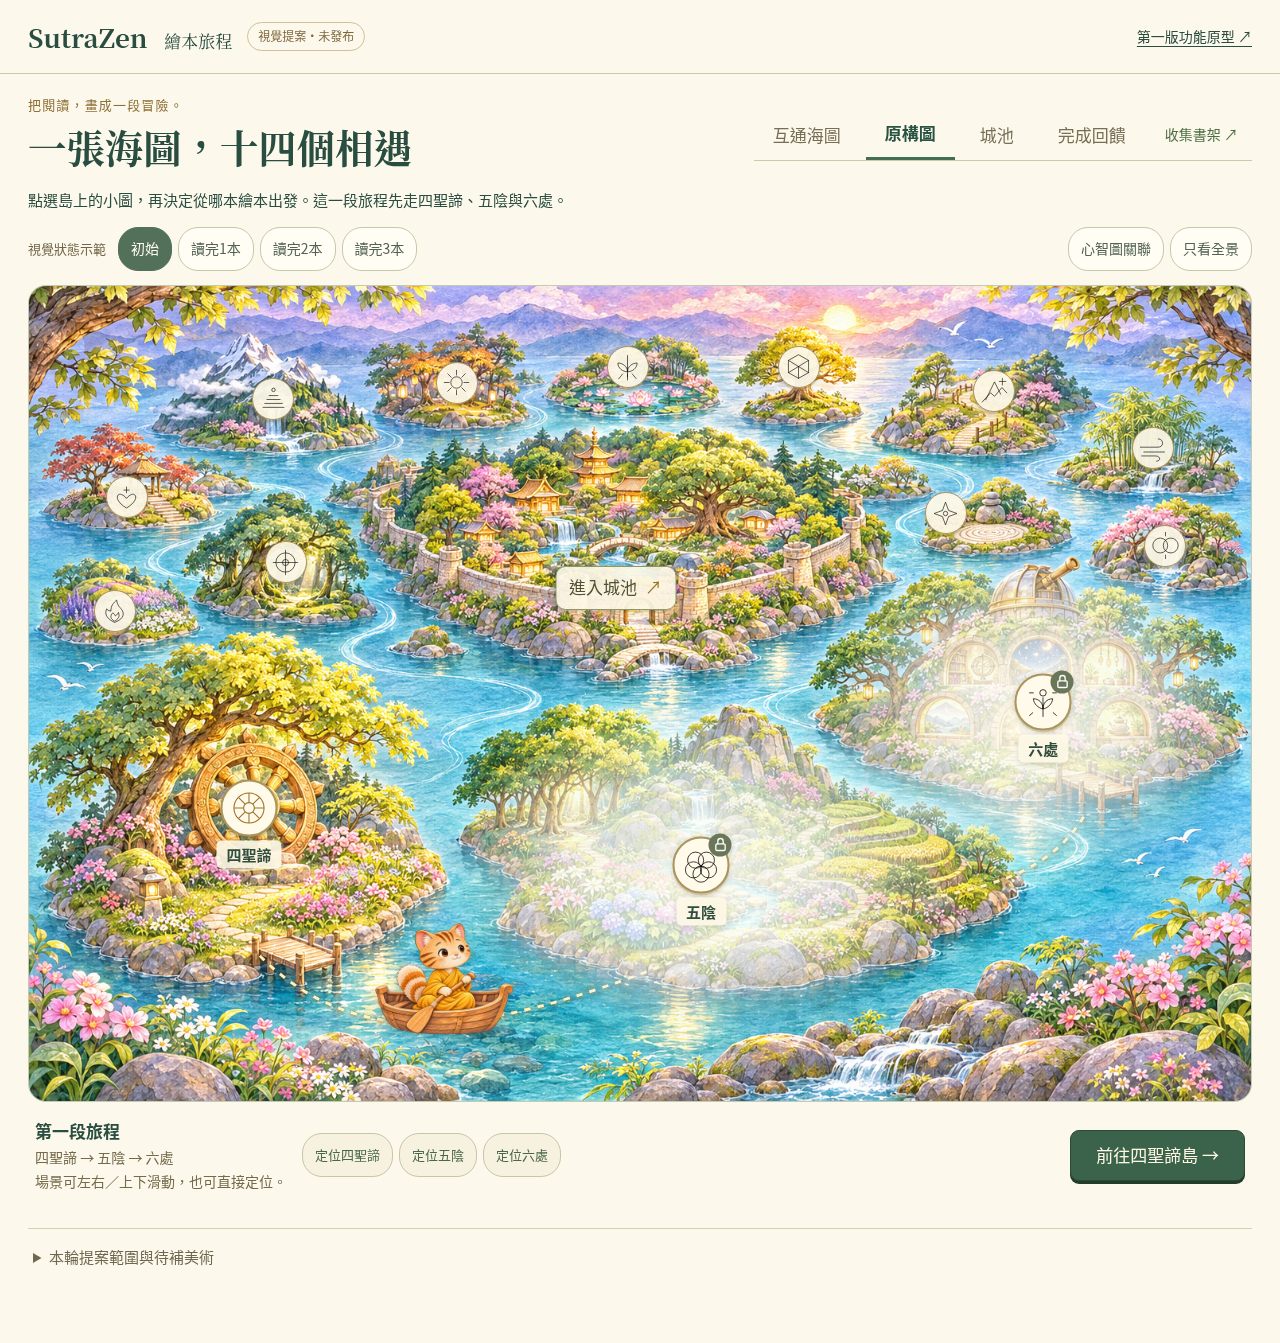 SutraZen 繪本旅程 視覺提案・未發布 第一版功能原型 ↗
把閱讀，畫成一段冒險。
一張海圖，十四個相遇
互通海圖 原構圖 城池 完成回饋 收集書架 ↗
點選島上的小圖，再決定從哪本繪本出發。這一段旅程先走四聖諦、五陰與六處。
視覺狀態示範 初始 讀完1本 讀完2本 讀完3本 心智圖關聯 只看全景
進入城池 ↗
六處
四聖諦
五陰
第一段旅程
四聖諦 → 五陰 → 六處
場景可左右／上下滑動，也可直接定位。
定位四聖諦 定位五陰 定位六處
前往四聖諦島 →
▶ 本輪提案範圍與待補美術